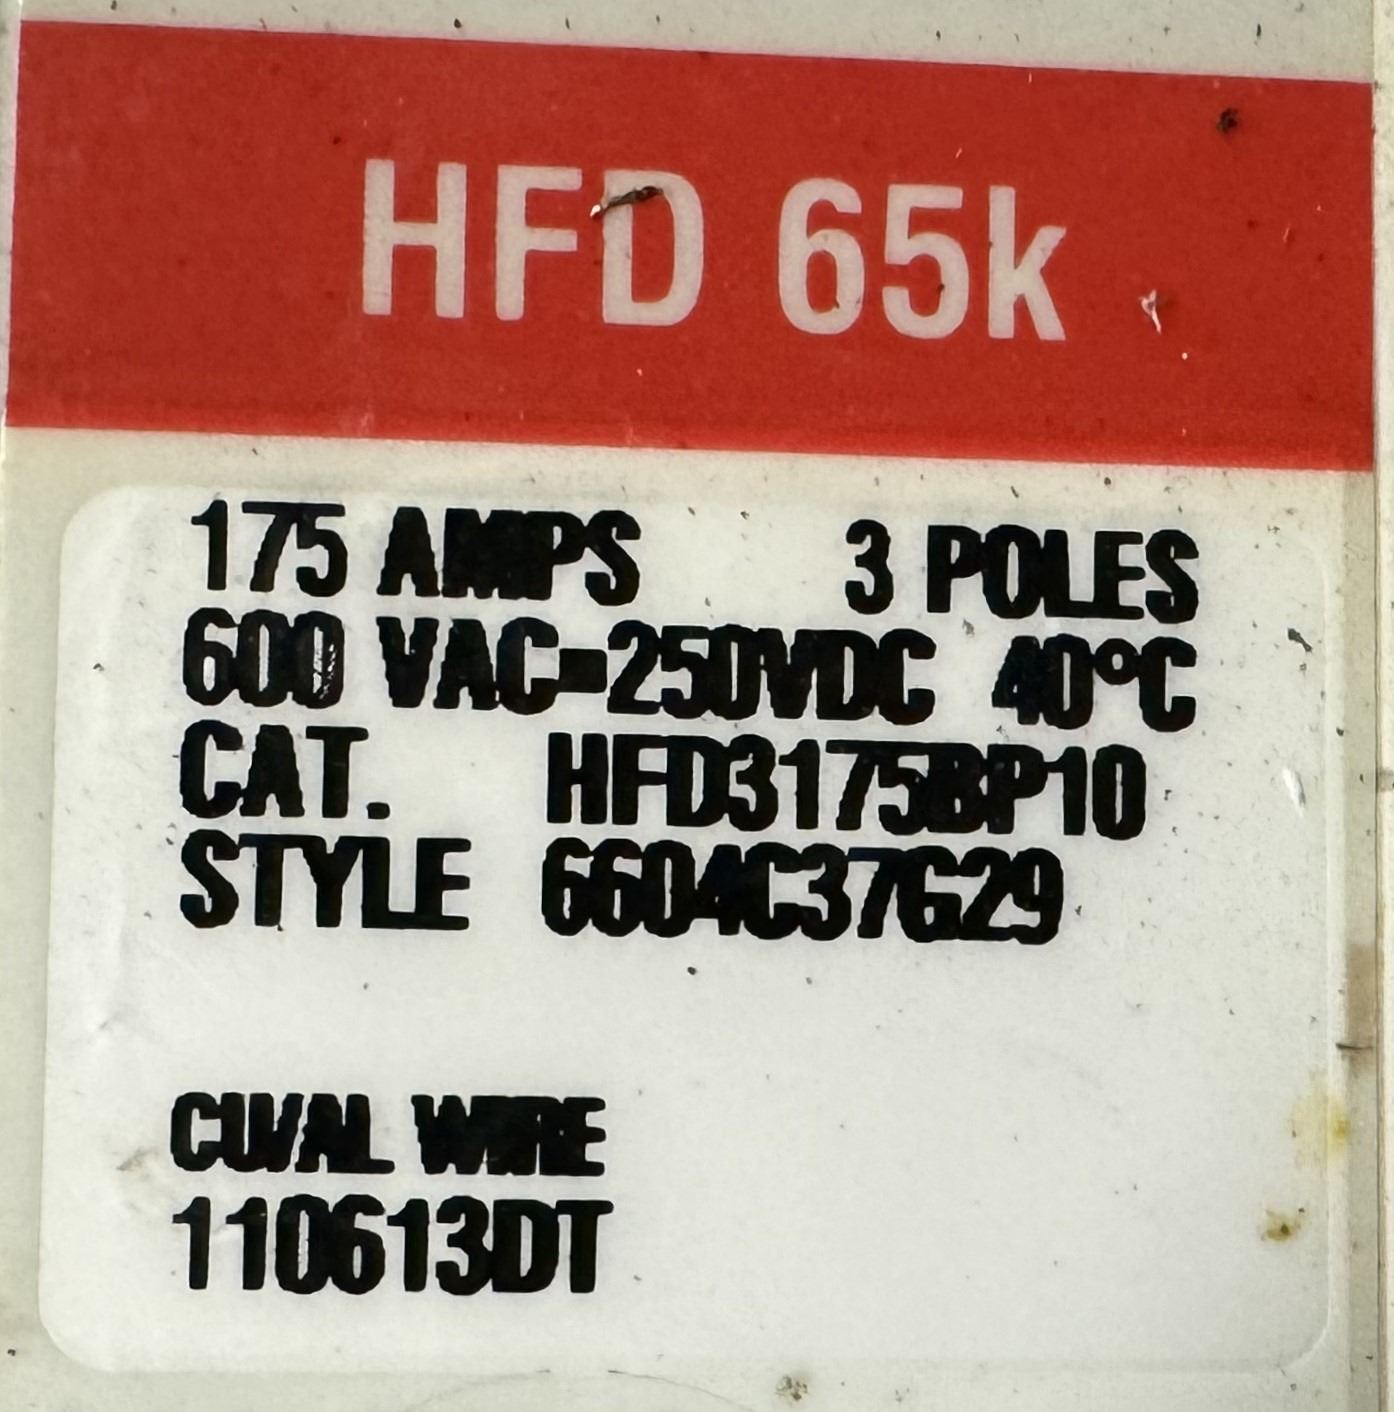 HFD 65k
175 AMPS 3 POLES
600 VAC-250VDC 40°C
CAT. HFD3175BP10
STYLE 6604C37G29
CU/AL WIRE
110613DT